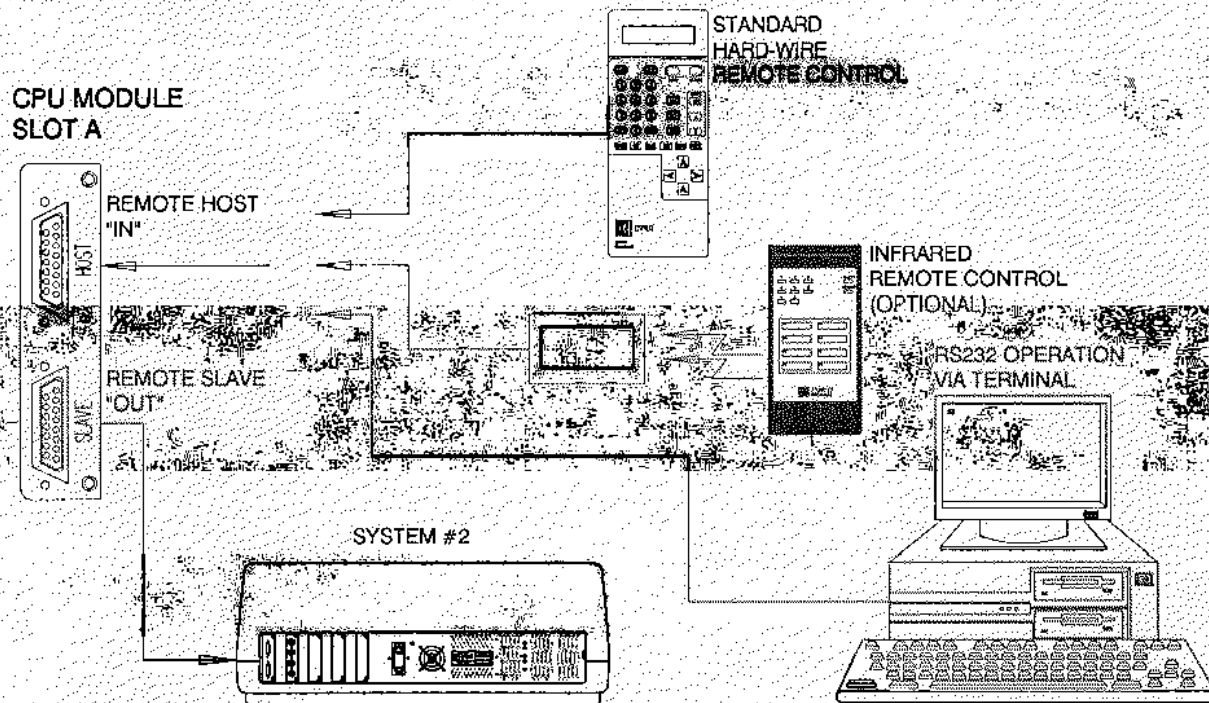 STANDARD
HARD-WIRE
REMOTE CONTROL
CPU MODULE
SLOT A
REMOTE HOST
"IN"
HOST
INFRARED
REMOTE CONTROL
(OPTIONAL)
RS232 OPERATION
VIA TERMINAL
REMOTE SLAVE
"OUT"
SLAVE
SYSTEM #2